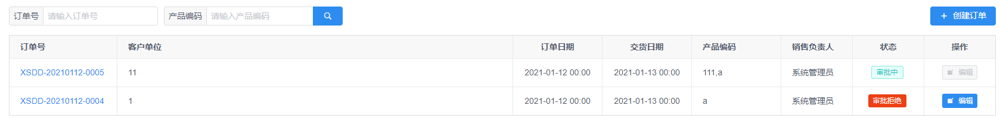 订单号 请输入订单号 产品编码 请输入产品编码 创建订单
订单号 客户单位 订单日期 交货日期 产品编码 销售负责人 状态 操作
XSDD-20210112-0005 11 2021-01-12 00:00 2021-01-13 00:00 111,a 系统管理员 审批中 编辑
XSDD-20210112-0004 1 2021-01-12 00:00 2021-01-13 00:00 a 系统管理员 审批拒绝 编辑